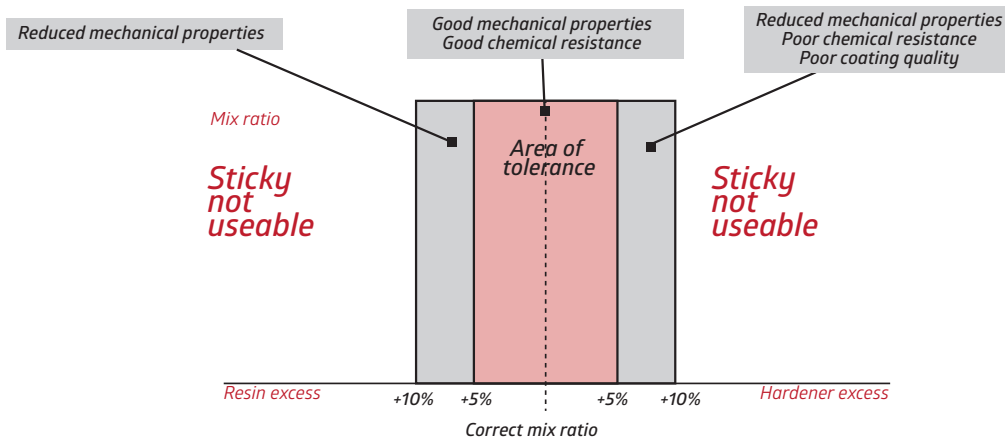 Reduced mechanical properties
Good mechanical properties
Good chemical resistance
Reduced mechanical properties
Poor chemical resistance
Poor coating quality
Mix ratio
Area of
tolerance
Sticky
not
useable
Sticky
not
useable
Resin excess
+10%
+5%
+5%
+10%
Hardener excess
Correct mix ratio